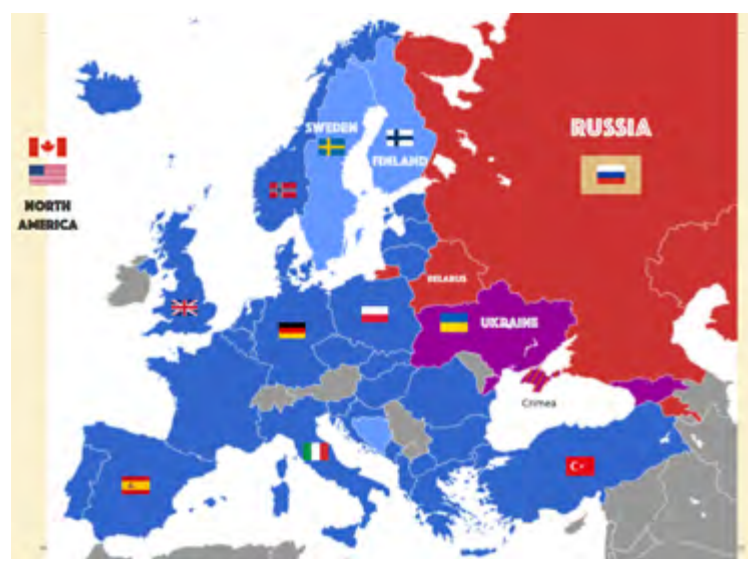 SWEDEN
FINLAND
RUSSIA
NORTH
AMERICA
BELARUS
UKRAINE
Crimea